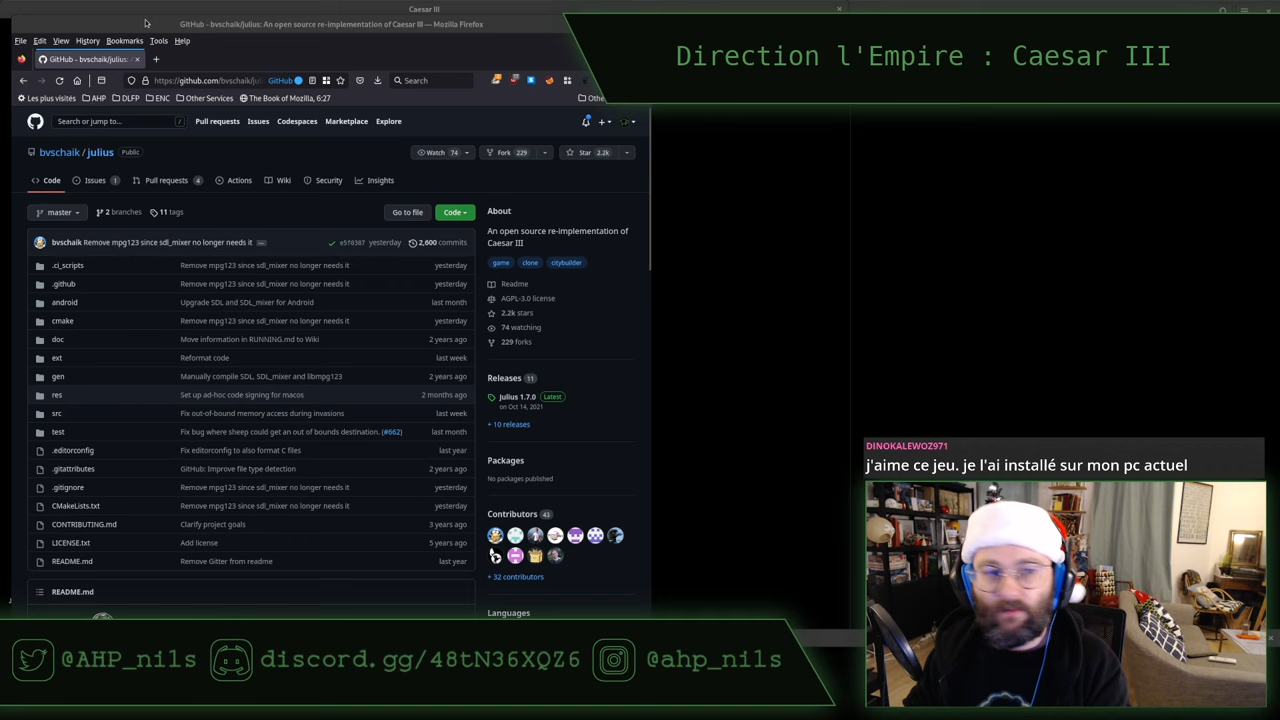 Caesar III
GitHub - bvschaik/julius: An open source re-implementation of Caesar III — Mozilla Firefox
File Edit View History Bookmarks Tools Help
GitHub - bvschaik/julius:
https://github.com/bvschaik/ju GitHub Search
Les plus visités AHP DLFP ENC Other Services The Book of Mozilla, 6:27 Othe
Direction l'Empire : Caesar III
Search or jump to... / Pull requests Issues Codespaces Marketplace Explore
bvschaik / julius Public
Watch 74 Fork 229 Star 2.2k
Code Issues 1 Pull requests 4 Actions Wiki Security Insights
master 2 branches 11 tags Go to file Code
bvschaik Remove mpg123 since sdl_mixer no longer needs it ... e5f0387 yesterday 2,600 commits
.ci_scripts Remove mpg123 since sdl_mixer no longer needs it yesterday
.github Remove mpg123 since sdl_mixer no longer needs it yesterday
android Upgrade SDL and SDL_mixer for Android last month
cmake Remove mpg123 since sdl_mixer no longer needs it yesterday
doc Move information in RUNNING.md to Wiki 2 years ago
ext Reformat code last week
gen Manually compile SDL, SDL_mixer and libmpg123 2 years ago
res Set up ad-hoc code signing for macos 2 months ago
src Fix out-of-bound memory access during invasions last week
test Fix bug where sheep could get an out of bounds destination. (#662) last month
.editorconfig Fix editorconfig to also format C files last year
.gitattributes GitHub: Improve file type detection 2 years ago
.gitignore Remove mpg123 since sdl_mixer no longer needs it yesterday
CMakeLists.txt Remove mpg123 since sdl_mixer no longer needs it yesterday
CONTRIBUTING.md Clarify project goals 3 years ago
LICENSE.txt Add license 5 years ago
README.md Remove Gitter from readme last year
README.md
About
An open source re-implementation of
Caesar III
game clone citybuilder
Readme
AGPL-3.0 license
2.2k stars
74 watching
229 forks
Releases 11
Julius 1.7.0 Latest
on Oct 14, 2021
+ 10 releases
Packages
No packages published
Contributors 43
+ 32 contributors
Languages
DINOKALEWOZ971
j'aime ce jeu. je l'ai installé sur mon pc actuel
@AHP_nils discord.gg/48tN36XQZ6 @ahp_nils